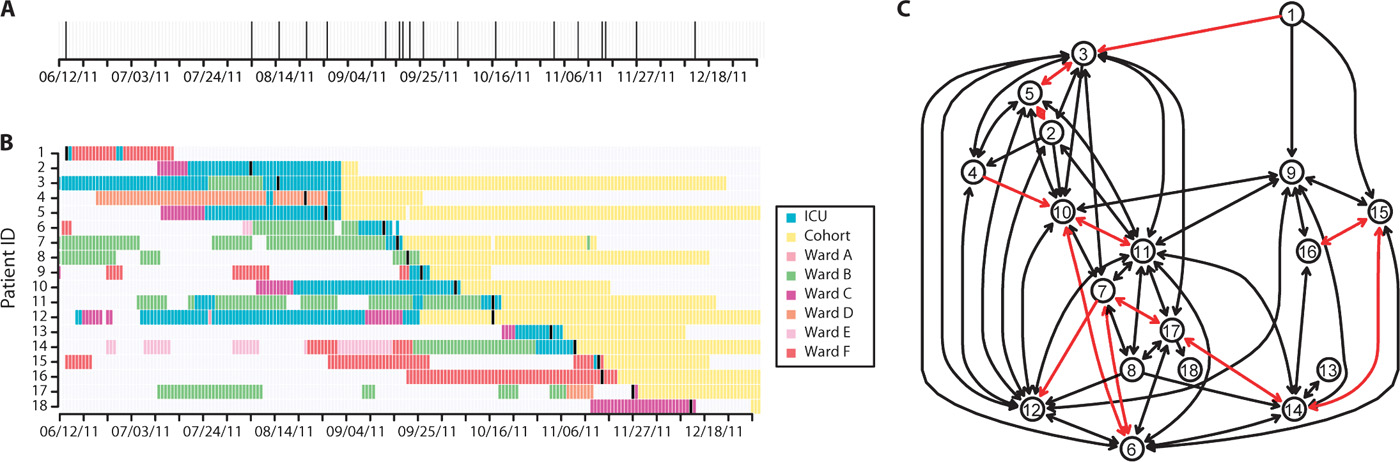 A
06/12/11 07/03/11 07/24/11 08/14/11 09/04/11 09/25/11 10/16/11 11/06/11 11/27/11 12/18/11
B
Patient ID
1
2
3
4
5
6
7
8
9
10
11
12
13
14
15
16
17
18
06/12/11 07/03/11 07/24/11 08/14/11 09/04/11 09/25/11 10/16/11 11/06/11 11/27/11 12/18/11
ICU
Cohort
Ward A
Ward B
Ward C
Ward D
Ward E
Ward F
C
1
3
5
2
4
9
10
15
11
16
7
17
8
18
13
12
14
6